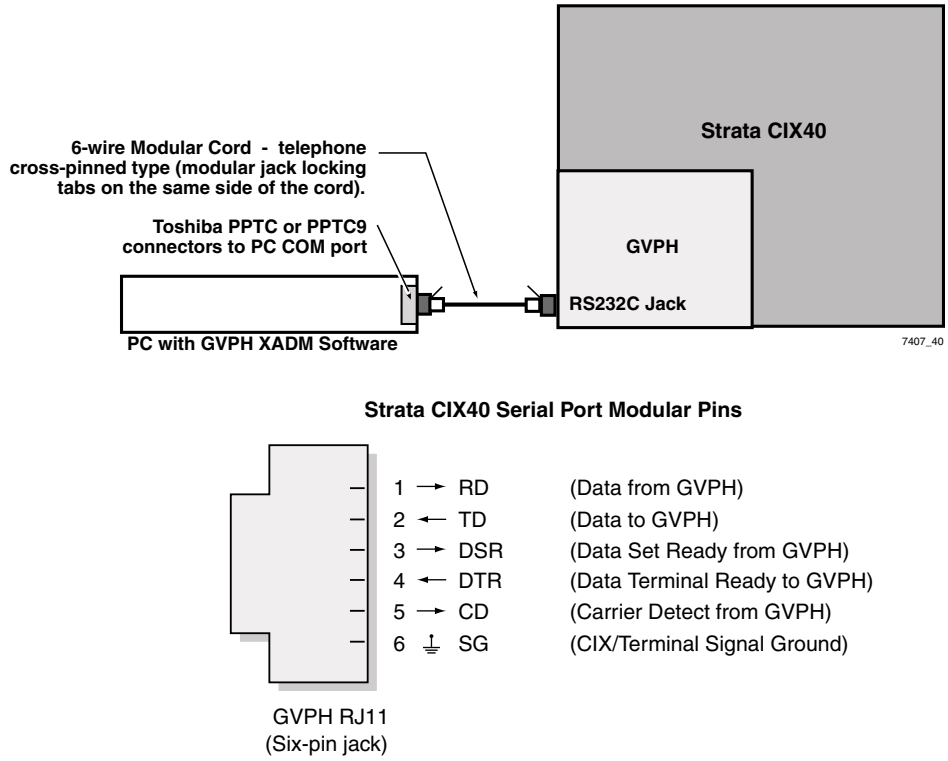 Strata CIX40
6-wire Modular Cord - telephone
cross-pinned type (modular jack locking
tabs on the same side of the cord).
Toshiba PPTC or PPTC9
connectors to PC COM port
GVPH
RS232C Jack
PC with GVPH XADM Software
7407_40
Strata CIX40 Serial Port Modular Pins
1 → RD (Data from GVPH)
2 ← TD (Data to GVPH)
3 → DSR (Data Set Ready from GVPH)
4 ← DTR (Data Terminal Ready to GVPH)
5 → CD (Carrier Detect from GVPH)
6 SG (CIX/Terminal Signal Ground)
GVPH RJ11
(Six-pin jack)